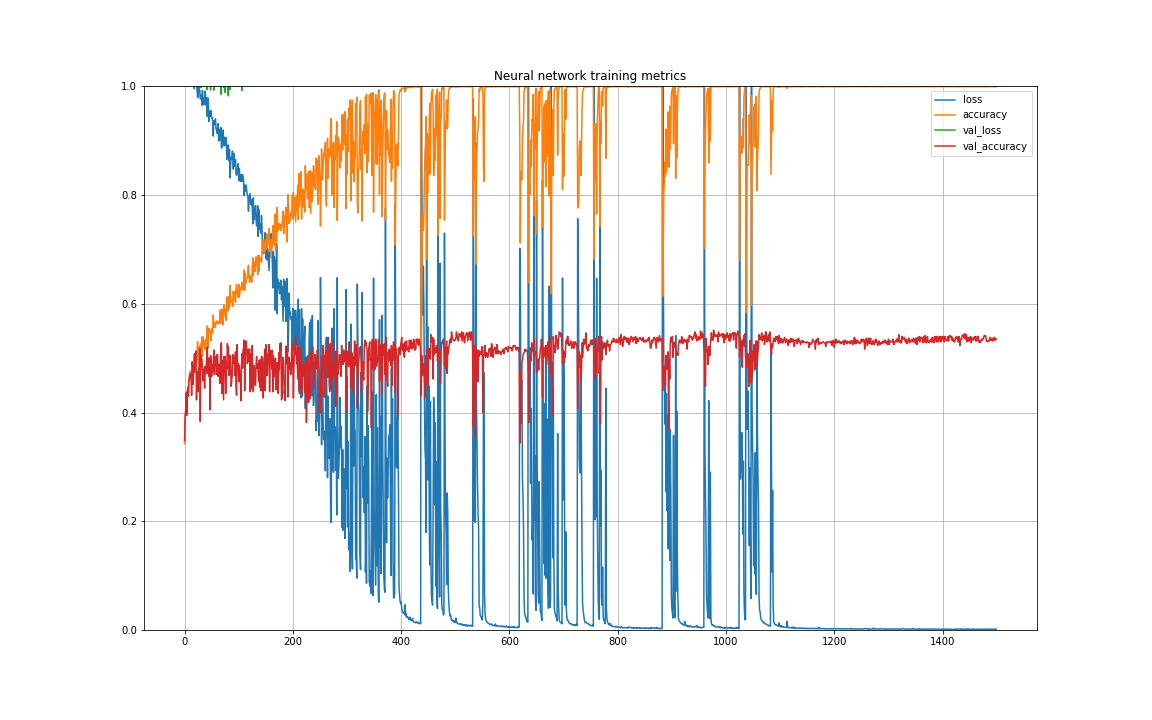 Neural network training metrics
1.0
0.8
0.6
0.4
0.2
0.0
0 200 400 600 800 1000 1200 1400
loss
accuracy
val_loss
val_accuracy